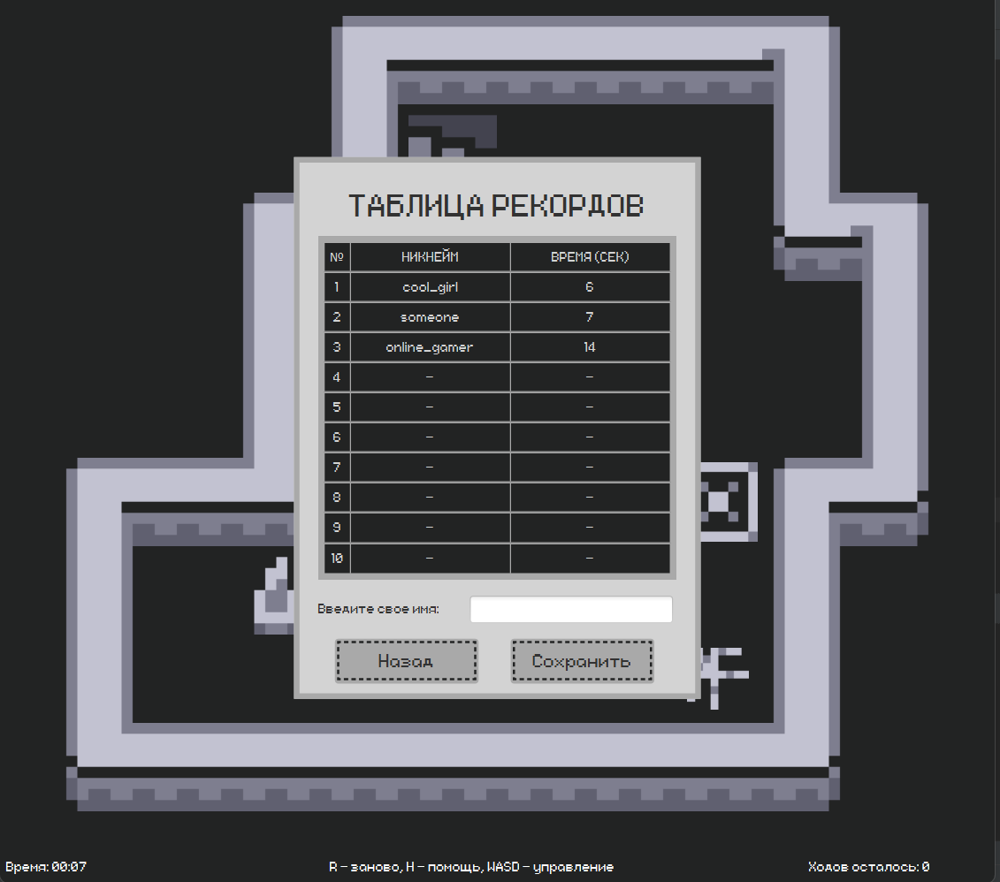 ТАБЛИЦА РЕКОРДОВ
№ НИКНЕЙМ ВРЕМЯ (СЕК)
1 cool_girl 6
2 someone 7
3 online_gamer 14
4 – –
5 – –
6 – –
7 – –
8 – –
9 – –
10 – –
Введите свое имя:
Назад Сохранить
Время: 00:07 R – заново, H – помощь, WASD – управление Ходов осталось: 0